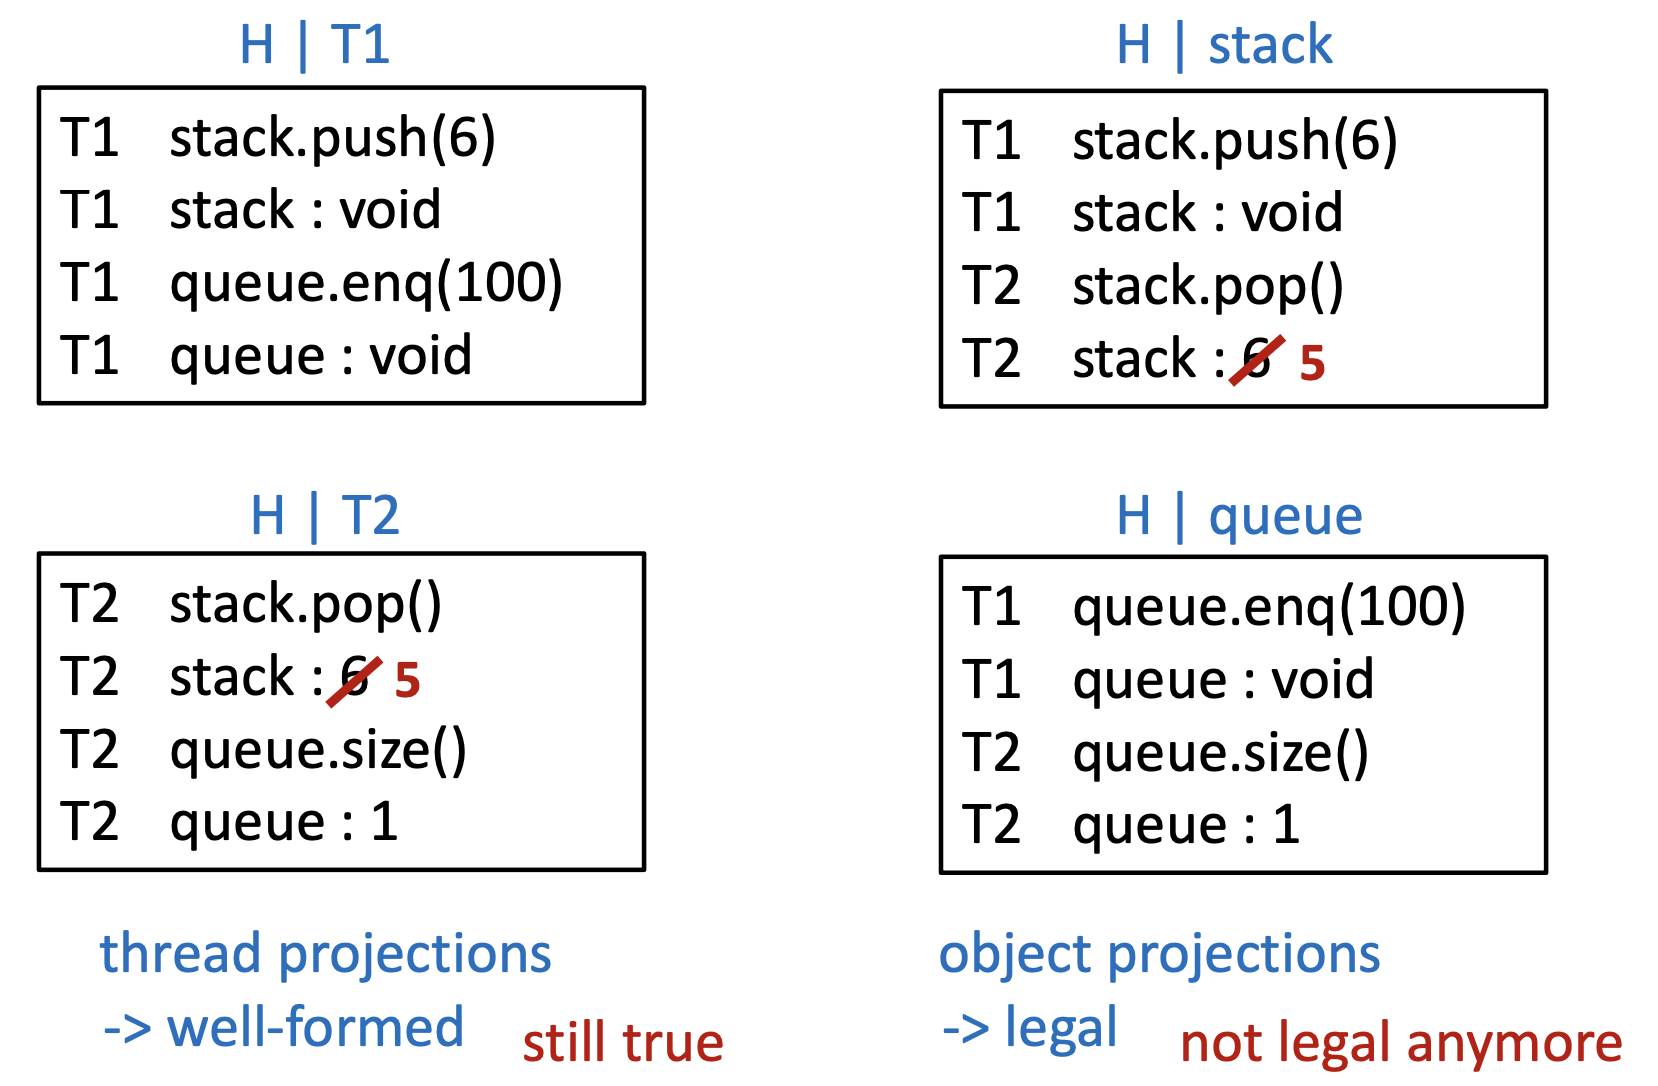 H | T1
T1 stack.push(6)
T1 stack : void
T1 queue.enq(100)
T1 queue : void
H | stack
T1 stack.push(6)
T1 stack : void
T2 stack.pop()
T2 stack : 6 5
H | T2
T2 stack.pop()
T2 stack : 6 5
T2 queue.size()
T2 queue : 1
H | queue
T1 queue.enq(100)
T1 queue : void
T2 queue.size()
T2 queue : 1
thread projections
-> well-formed still true
object projections
-> legal not legal anymore